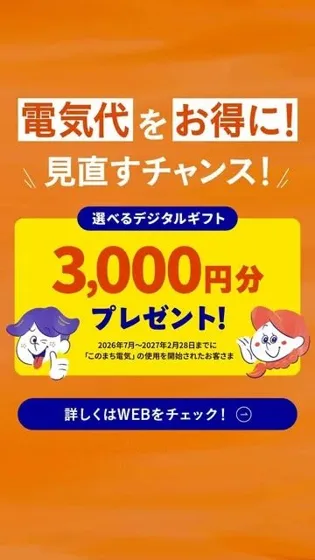 電気代をお得に!
見直すチャンス!
選べるデジタルギフト
3,000円分
プレゼント!
2026年7月〜2027年2月28日までに
「このまち電気」の使用を開始されたお客さま
詳しくはWEBをチェック!